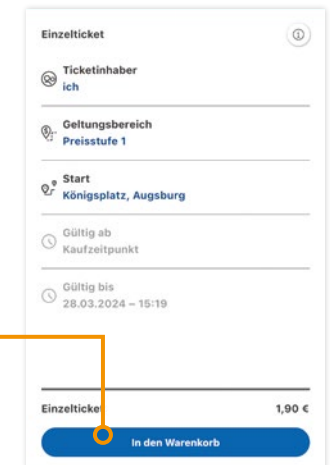 Einzelticket
Ticketinhaber
ich
Geltungsbereich
Preisstufe 1
Start
Königsplatz, Augsburg
Gültig ab
Kaufzeitpunkt
Gültig bis
28.03.2024 – 15:19
Einzelticket 1,90 €
In den Warenkorb